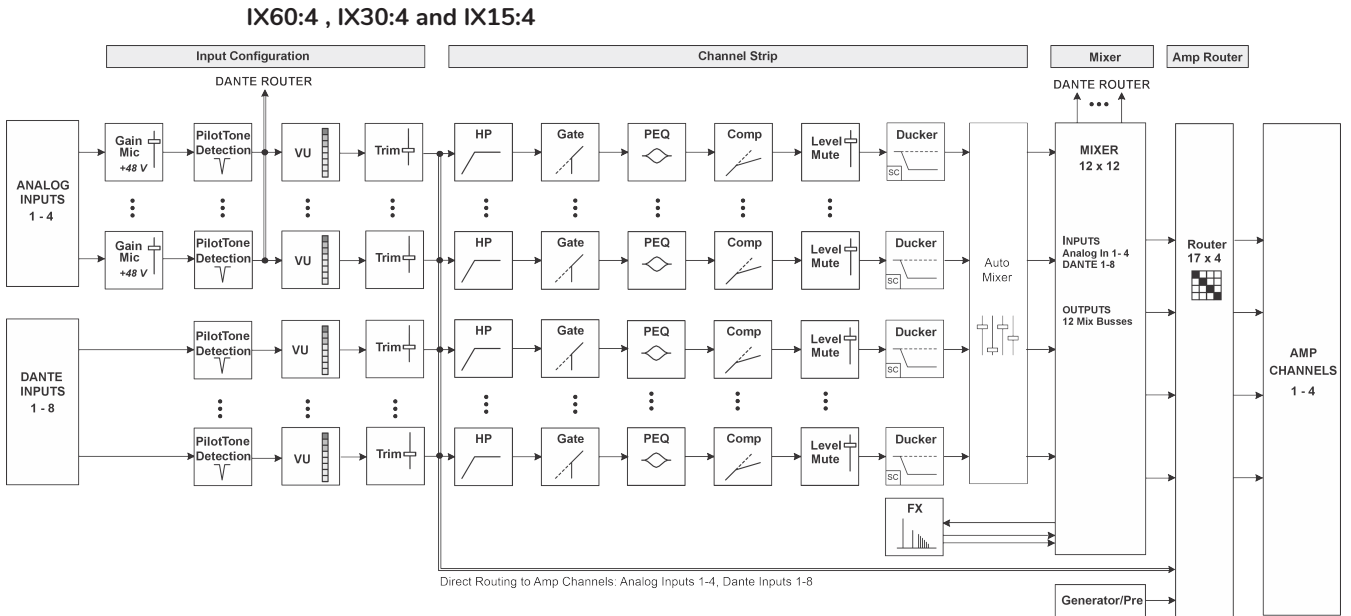 IX60:4 , IX30:4 and IX15:4
Input Configuration
Channel Strip
Mixer
Amp Router
DANTE ROUTER
DANTE ROUTER
ANALOG
INPUTS
1 - 4
Gain
Mic
+48 V
PilotTone
Detection
VU
Trim
HP
Gate
PEQ
Comp
Level
Mute
Ducker
SC
Gain
Mic
+48 V
PilotTone
Detection
VU
Trim
HP
Gate
PEQ
Comp
Level
Mute
Ducker
SC
DANTE
INPUTS
1 - 8
PilotTone
Detection
VU
Trim
HP
Gate
PEQ
Comp
Level
Mute
Ducker
SC
PilotTone
Detection
VU
Trim
HP
Gate
PEQ
Comp
Level
Mute
Ducker
SC
Auto
Mixer
MIXER
12 x 12
INPUTS
Analog In 1- 4
DANTE 1-8
OUTPUTS
12 Mix Busses
Router
17 x 4
AMP
CHANNELS
1 - 4
FX
Direct Routing to Amp Channels: Analog Inputs 1-4, Dante Inputs 1-8
Generator/Pre